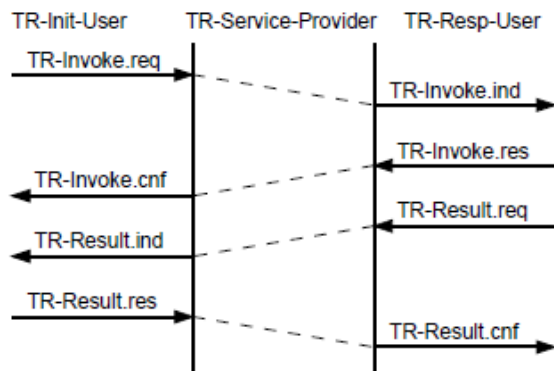 TR-Init-User TR-Service-Provider TR-Resp-User
TR-Invoke.req
TR-Invoke.ind
TR-Invoke.res
TR-Invoke.cnf
TR-Result.req
TR-Result.ind
TR-Result.res
TR-Result.cnf